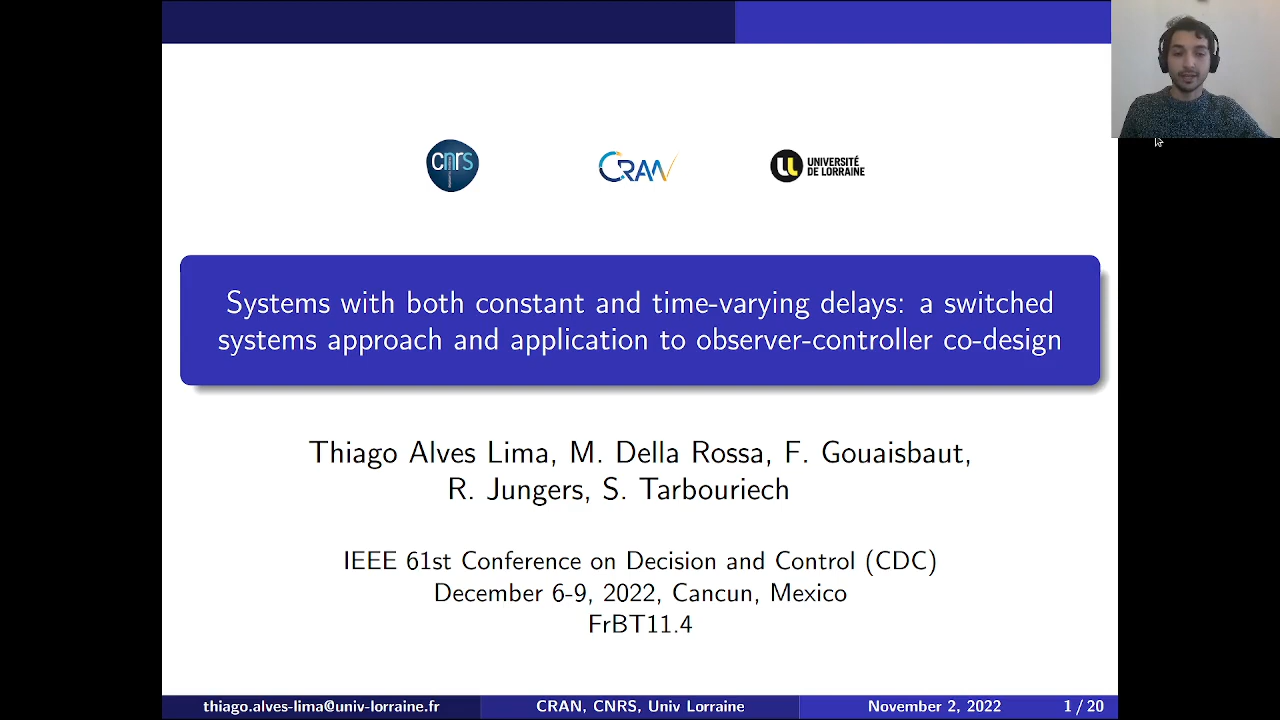 cnrs
CRAN
UNIVERSITÉ
DE LORRAINE
Systems with both constant and time-varying delays: a switched
systems approach and application to observer-controller co-design
Thiago Alves Lima, M. Della Rossa, F. Gouaisbaut,
R. Jungers, S. Tarbouriech
IEEE 61st Conference on Decision and Control (CDC)
December 6-9, 2022, Cancun, Mexico
FrBT11.4
thiago.alves-lima@univ-lorraine.fr CRAN, CNRS, Univ Lorraine November 2, 2022 1 / 20